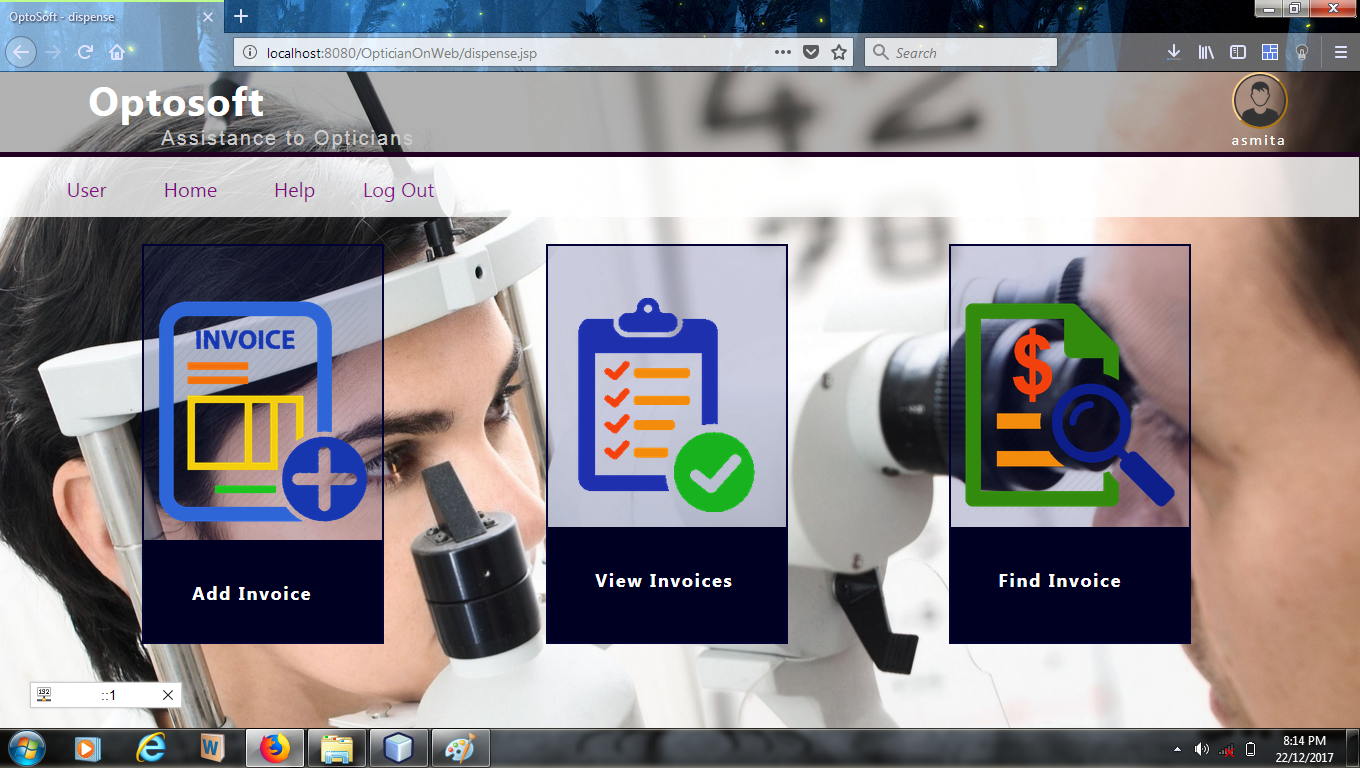 OptoSoft - dispense
localhost:8080/OpticianOnWeb/dispense.jsp
Search
Optosoft
Assistance to Opticians
asmita
User Home Help Log Out
42
INVOICE
$
Add Invoice
View Invoices
Find Invoice
::1
8:14 PM
22/12/2017